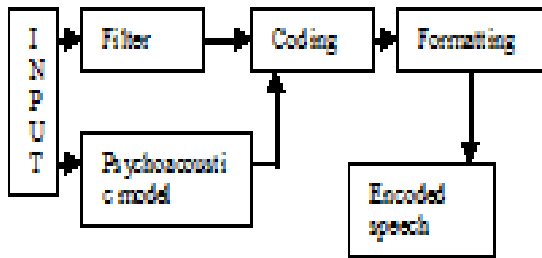 I
N
P
U
T
Filter
Coding
Formatting
Psychoacousti
c model
Encoded
speech